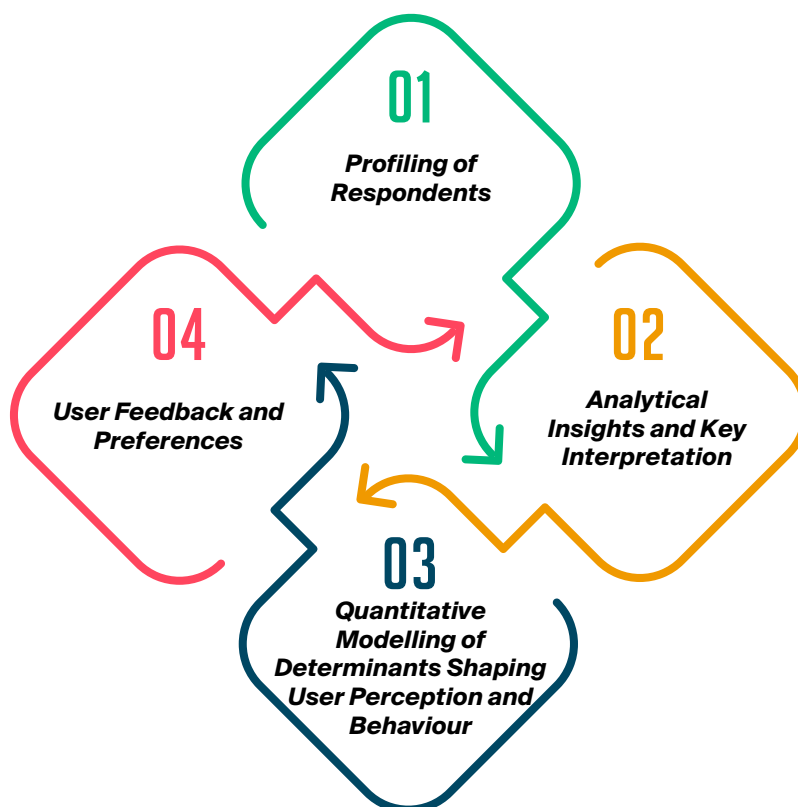 01
Profiling of
Respondents
02
Analytical
Insights and Key
Interpretation
03
Quantitative
Modelling of
Determinants Shaping
User Perception and
Behaviour
04
User Feedback and
Preferences